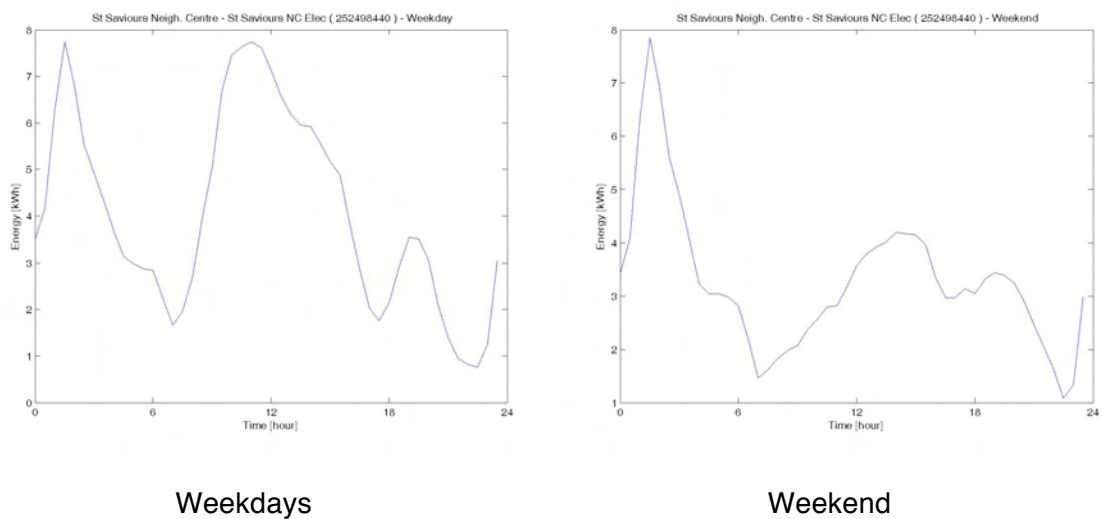 St Saviours Neigh. Centre - St Saviours NC Elec ( 252498440 ) - Weekday
8
7
6
5
4
3
2
1
0
Energy [kWh]
0 6 12 18 24
Time [hour]
Weekdays
St Saviours Neigh. Centre - St Saviours NC Elec ( 252498440 ) - Weekend
8
7
6
5
4
3
2
1
Energy [kWh]
0 6 12 18 24
Time [hour]
Weekend